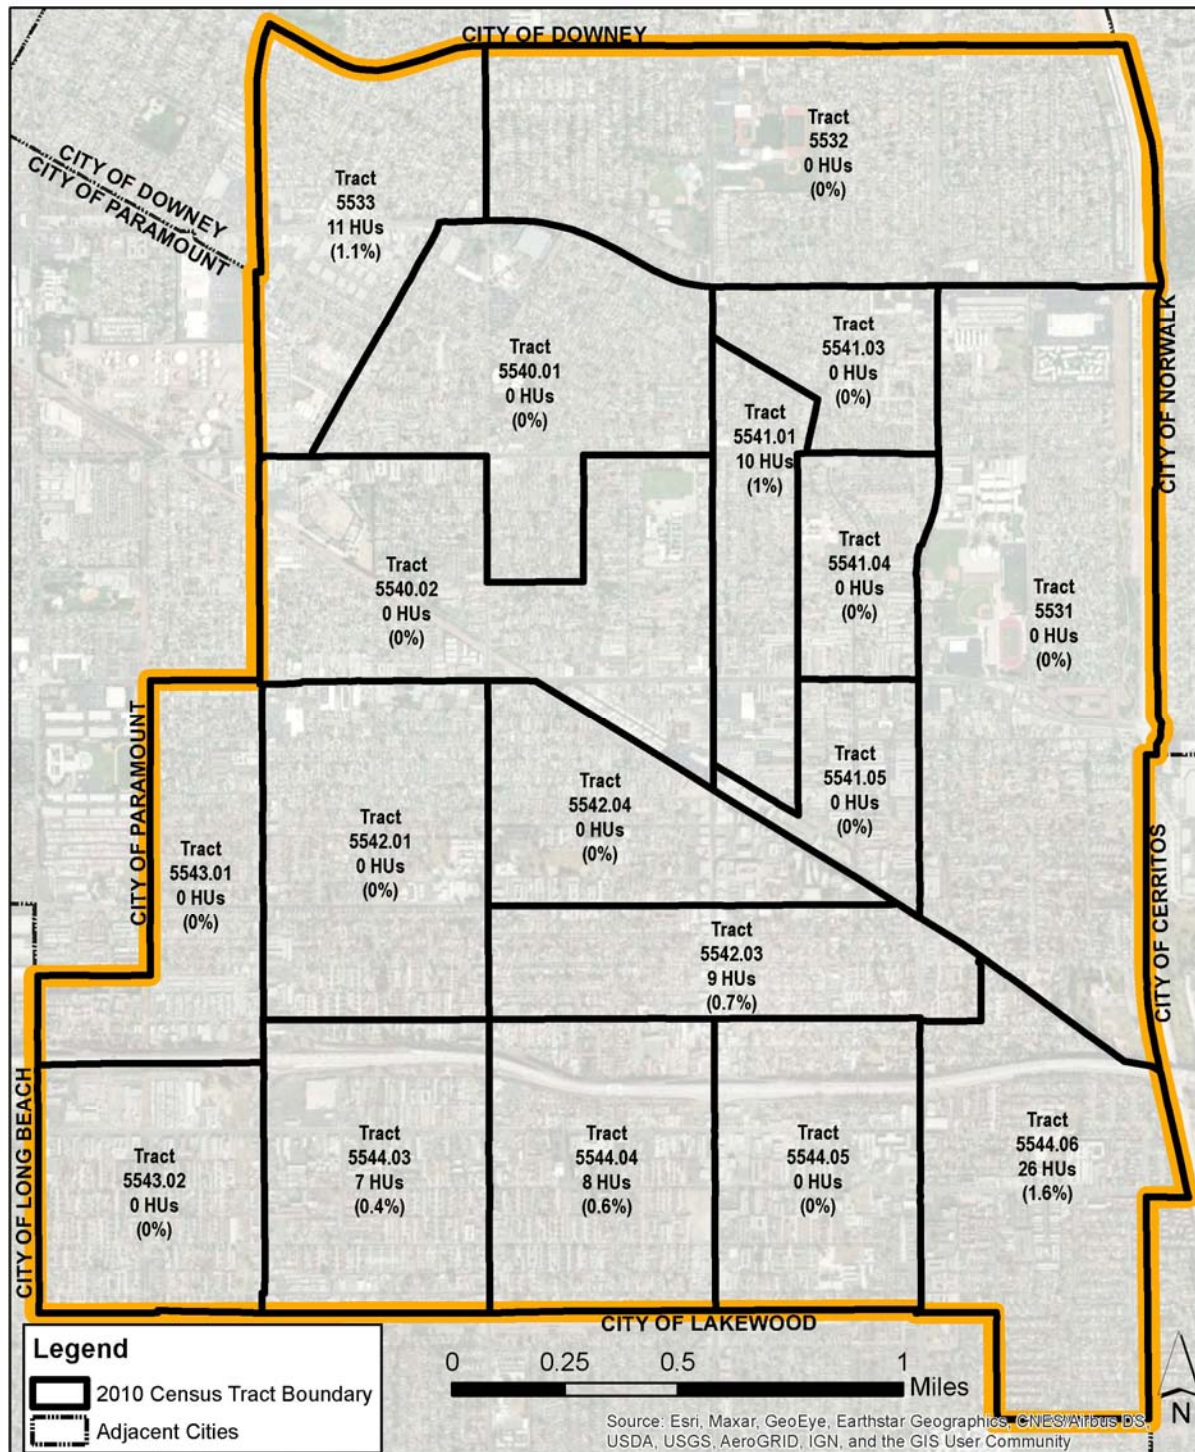 CITY OF DOWNEY
CITY OF DOWNEY
CITY OF PARAMOUNT
Tract
5533
11 HUs
(1.1%)
Tract
5532
0 HUs
(0%)
Tract
5540.01
0 HUs
(0%)
Tract
5541.03
0 HUs
(0%)
Tract
5541.01
10 HUs
(1%)
CITY OF NORWALK
Tract
5540.02
0 HUs
(0%)
Tract
5541.04
0 HUs
(0%)
Tract
5531
0 HUs
(0%)
CITY OF PARAMOUNT
Tract
5543.01
0 HUs
(0%)
Tract
5542.01
0 HUs
(0%)
Tract
5542.04
0 HUs
(0%)
Tract
5541.05
0 HUs
(0%)
CITY OF CERRITOS
Tract
5542.03
9 HUs
(0.7%)
CITY OF LONG BEACH
Tract
5543.02
0 HUs
(0%)
Tract
5544.03
7 HUs
(0.4%)
Tract
5544.04
8 HUs
(0.6%)
Tract
5544.05
0 HUs
(0%)
Tract
5544.06
26 HUs
(1.6%)
CITY OF LAKEWOOD
Legend
2010 Census Tract Boundary
Adjacent Cities
0 0.25 0.5 1
Miles
N
Source: Esri, Maxar, GeoEye, Earthstar Geographics, CNES/Airbus DS,
USDA, USGS, AeroGRID, IGN, and the GIS User Community